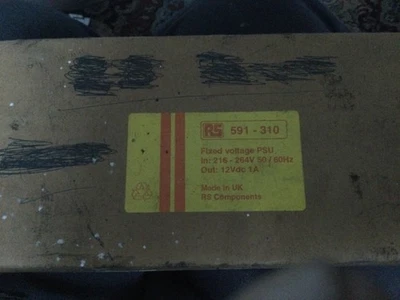 RS 591 - 310
Fixed voltage PSU
In: 216 - 264V 50 / 60Hz
Out: 12Vdc 1A
Made in UK
RS Components